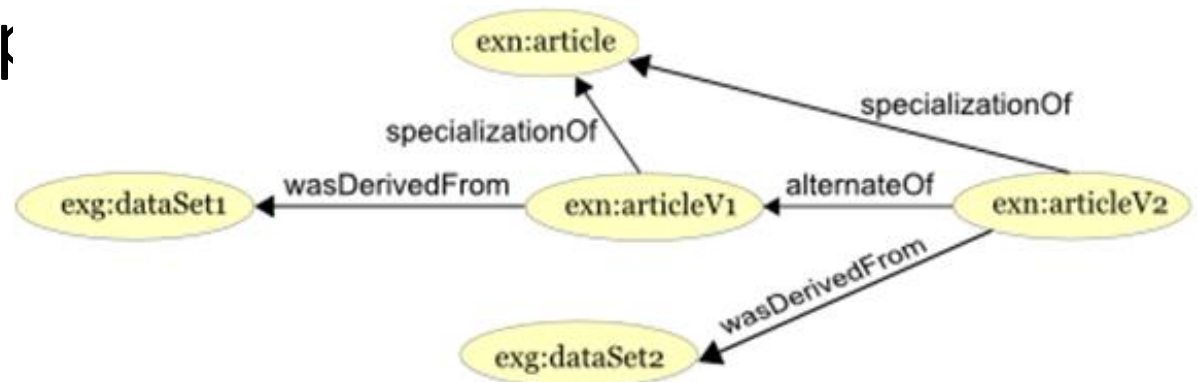 exn:article
specializationOf
specializationOf
exg:dataSet1 wasDerivedFrom exn:articleV1 alternateOf exn:articleV2
wasDerivedFrom
exg:dataSet2